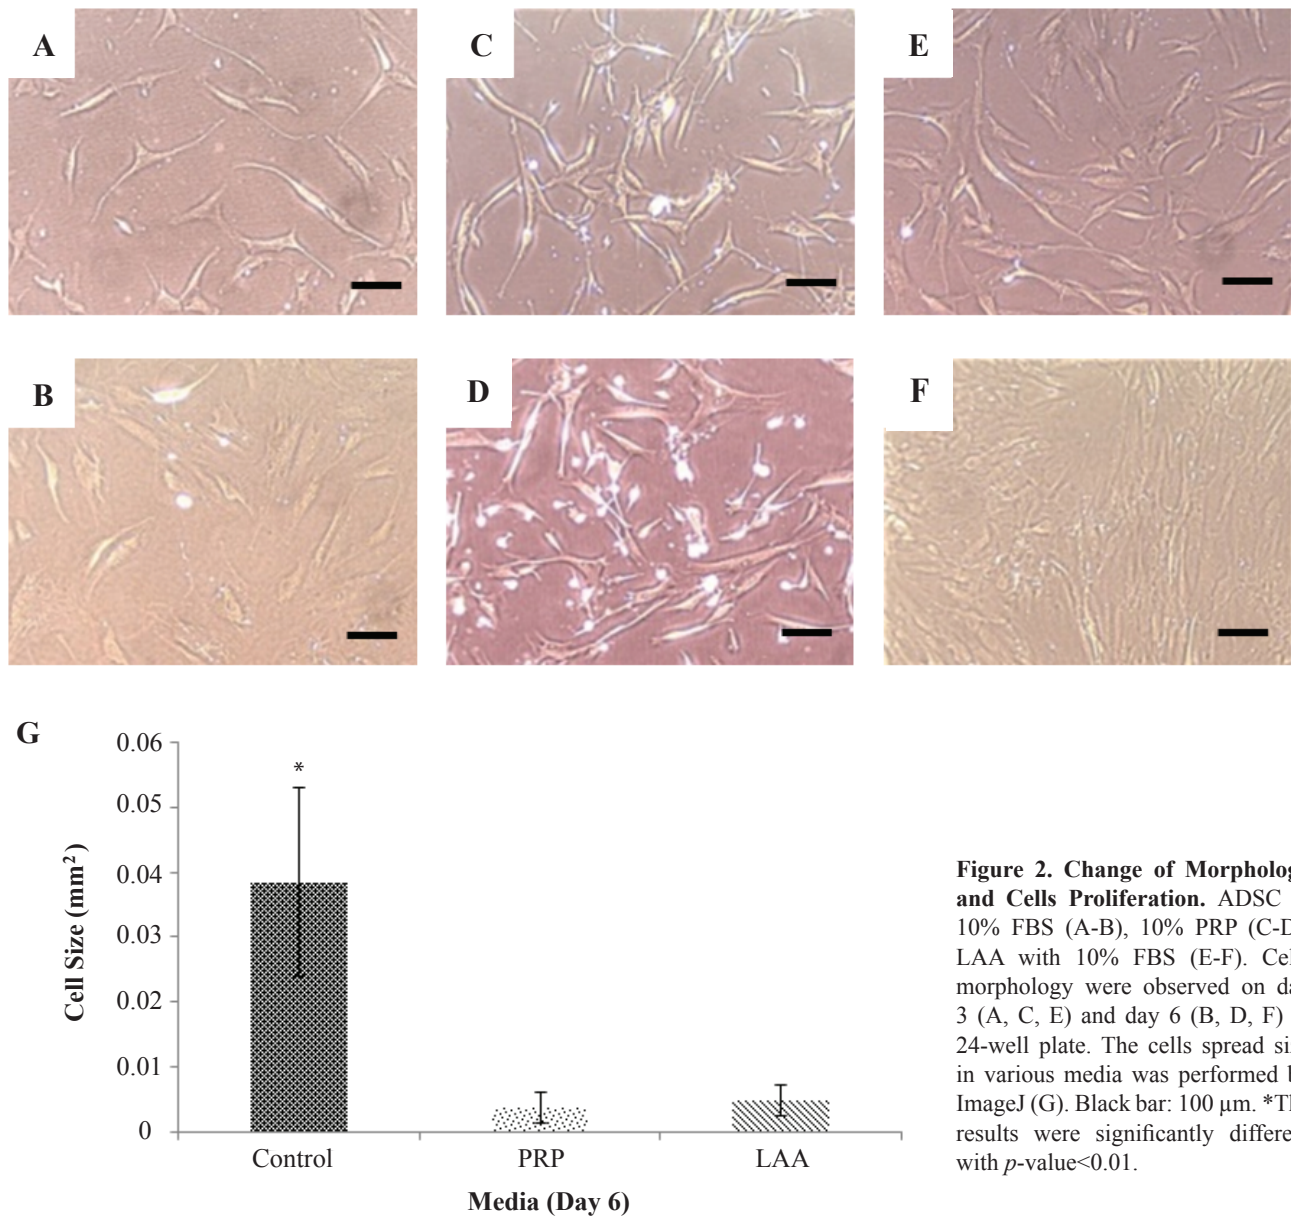 A
C
E
B
D
F
G
0.06
0.05
0.04
0.03
0.02
0.01
0
*
Cell Size (mm²)
Control
PRP
LAA
Media (Day 6)
Figure 2. Change of Morpholog
and Cells Proliferation. ADSC
10% FBS (A-B), 10% PRP (C-D
LAA with 10% FBS (E-F). Cel
morphology were observed on da
3 (A, C, E) and day 6 (B, D, F)
24-well plate. The cells spread si
in various media was performed b
ImageJ (G). Black bar: 100 µm. *Th
results were significantly differe
with p-value<0.01.